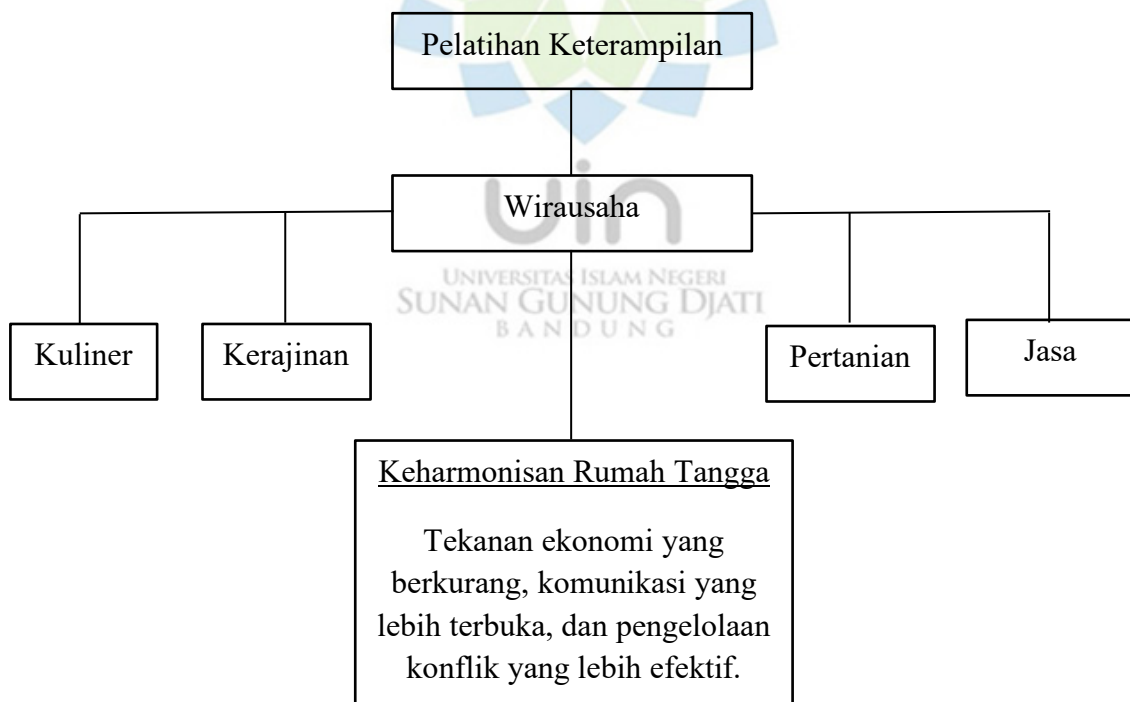 Pelatihan Keterampilan
Wirausaha
uin
UNIVERSITAS ISLAM NEGERI
SUNAN GUNUNG DJATI
BANDUNG
Kuliner
Kerajinan
Pertanian
Jasa
Keharmonisan Rumah Tangga
Tekanan ekonomi yang
berkurang, komunikasi yang
lebih terbuka, dan pengelolaan
konflik yang lebih efektif.